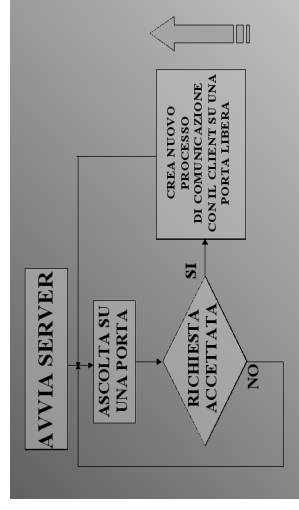 AVVIA SERVER
ASCOLTA SU
UNA PORTA
RICHIESTA
ACCETTATA
SI
NO
CREA NUOVO
PROCESSO
DI COMUNICAZIONE
CON IL CLIENT SU UNA
PORTA LIBERA